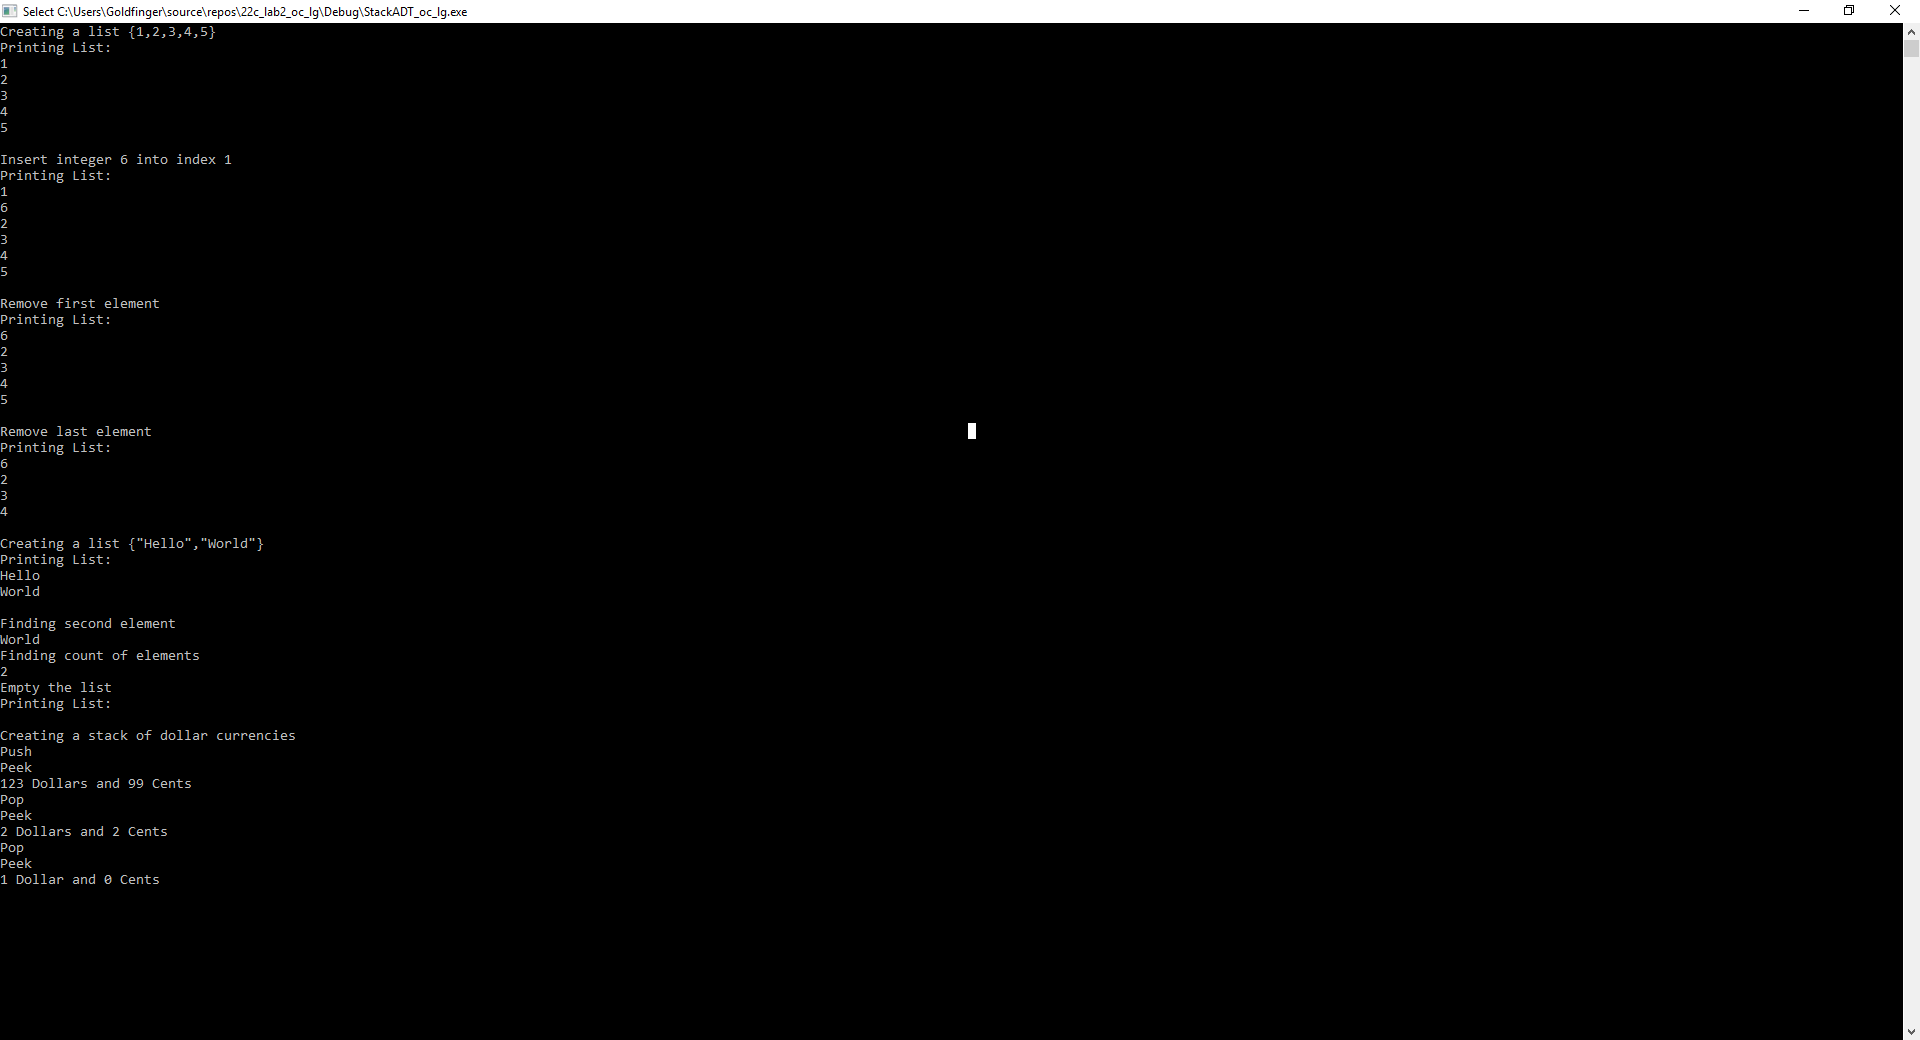 Select C:\Users\Goldfinger\source\repos\22c_lab2_oc_lg\Debug\StackADT_oc_lg.exe
Creating a list {1,2,3,4,5}
Printing List:
1
2
3
4
5
Insert integer 6 into index 1
Printing List:
1
6
2
3
4
5
Remove first element
Printing List:
6
2
3
4
5
Remove last element
Printing List:
6
2
3
4
Creating a list {"Hello","World"}
Printing List:
Hello
World
Finding second element
World
Finding count of elements
2
Empty the list
Printing List:
Creating a stack of dollar currencies
Push
Peek
123 Dollars and 99 Cents
Pop
Peek
2 Dollars and 2 Cents
Pop
Peek
1 Dollar and 0 Cents